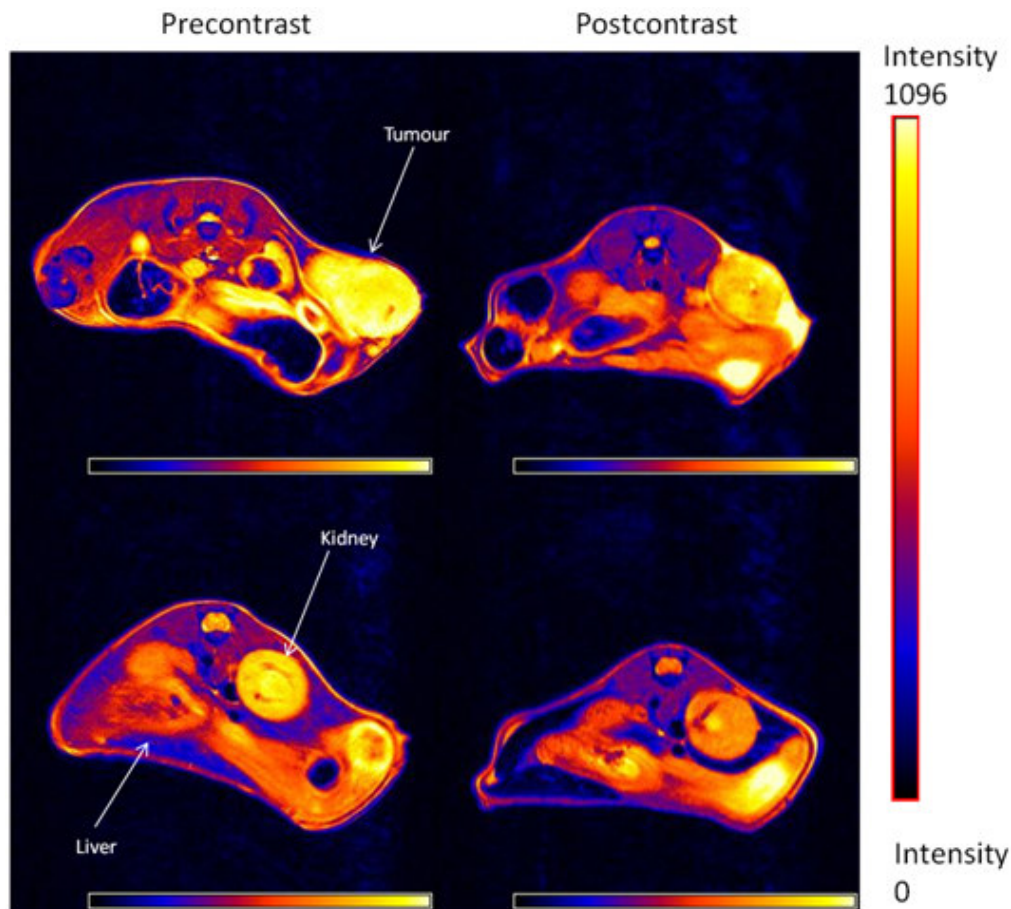 Precontrast
Postcontrast
Intensity
1096
Tumour
Kidney
Liver
Intensity
0